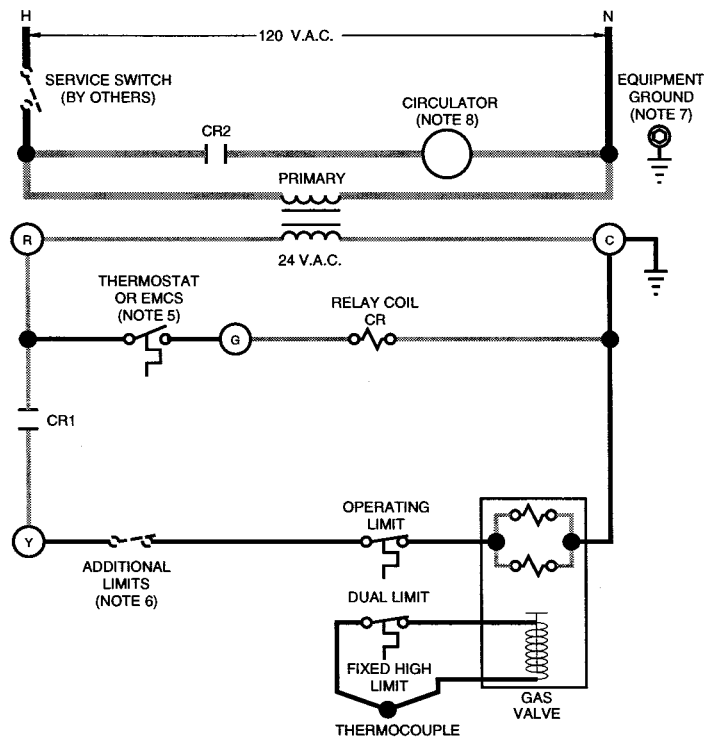 H
N
120 V.A.C.
SERVICE SWITCH
(BY OTHERS)
CR2
CIRCULATOR
(NOTE 8)
EQUIPMENT
GROUND
(NOTE 7)
PRIMARY
R
24 V.A.C.
C
THERMOSTAT
OR EMCS
(NOTE 5)
G
RELAY COIL
CR
CR1
Y
ADDITIONAL
LIMITS
(NOTE 6)
OPERATING
LIMIT
DUAL LIMIT
FIXED HIGH
LIMIT
THERMOCOUPLE
GAS
VALVE